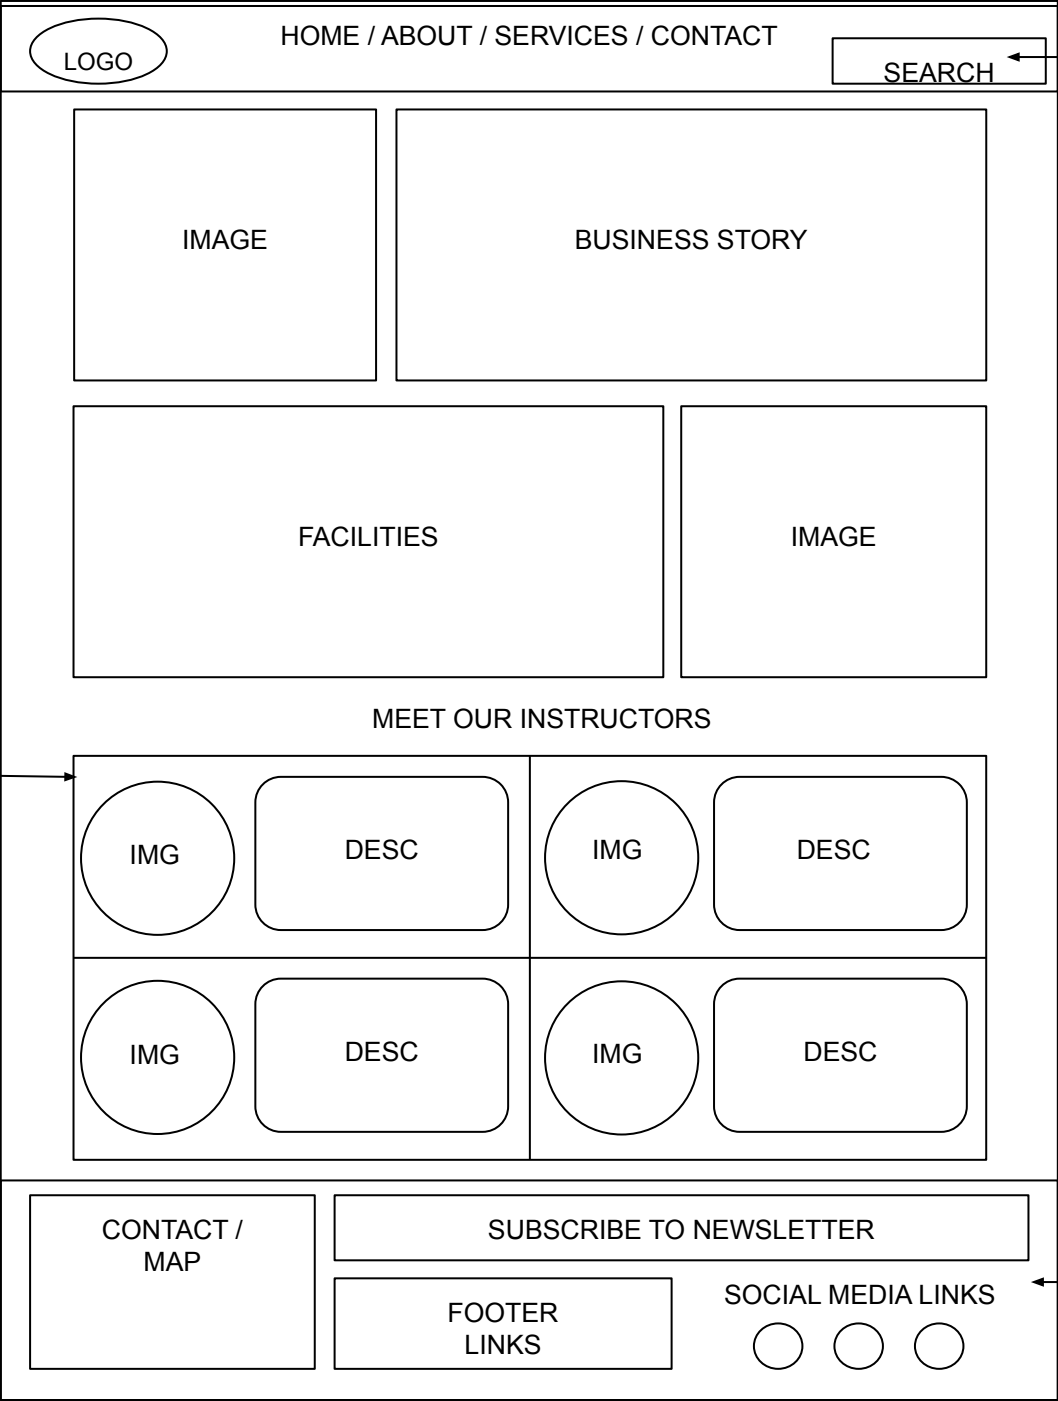 LOGO
HOME / ABOUT / SERVICES / CONTACT
SEARCH
IMAGE
BUSINESS STORY
FACILITIES
IMAGE
MEET OUR INSTRUCTORS
IMG
DESC
IMG
DESC
IMG
DESC
IMG
DESC
CONTACT /
MAP
SUBSCRIBE TO NEWSLETTER
FOOTER
LINKS
SOCIAL MEDIA LINKS